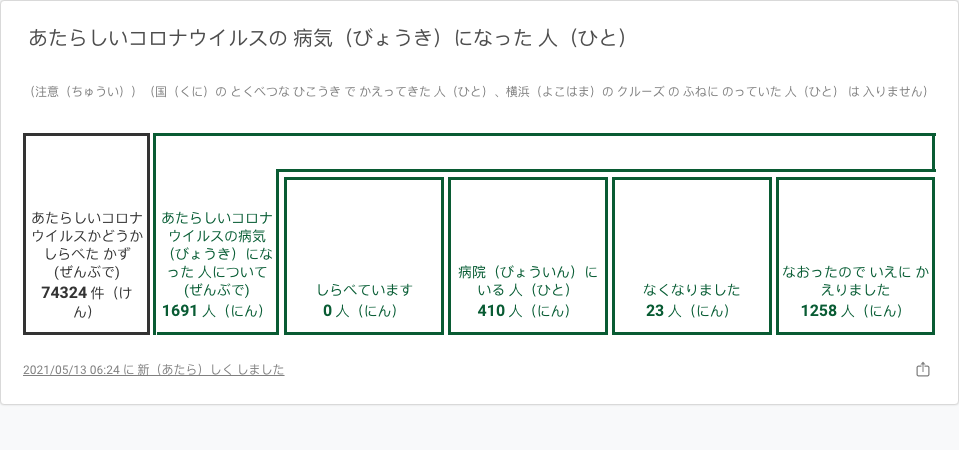 あたらしいコロナウイルスの 病気（びょうき）になった 人（ひと）
（注意（ちゅうい））（国（くに）の とくべつな ひこうき で かえってきた 人（ひと）、横浜（よこはま）の クルーズ の ふねに のっていた 人（ひと） は 入りません）
あたらしいコロナ
ウイルスかどうか
しらべた かず
(ぜんぶで)
74324 件（け
ん）
あたらしいコロナ
ウイルスの病気
（びょうき）にな
った 人について
(ぜんぶで)
1691 人（にん）
しらべています
0 人（にん）
病院（びょういん）に
いる 人（ひと）
410 人（にん）
なくなりました
23 人（にん）
なおったので いえに か
えりました
1258 人（にん）
2021/05/13 06:24 に 新（あたら）しく しました